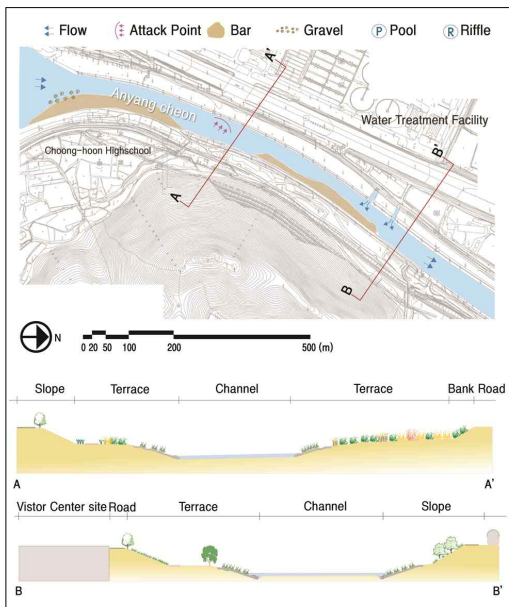 Flow Attack Point Bar Gravel P Pool R Riffle
A'
Anyang cheon
Water Treatment Facility
B'
Choong-hoon Highschool
A
B
N
0 20 50 100 200 500 (m)
Slope Terrace Channel Terrace Bank Road
A A'
Vistor Center site Road Terrace Channel Slope
B B'